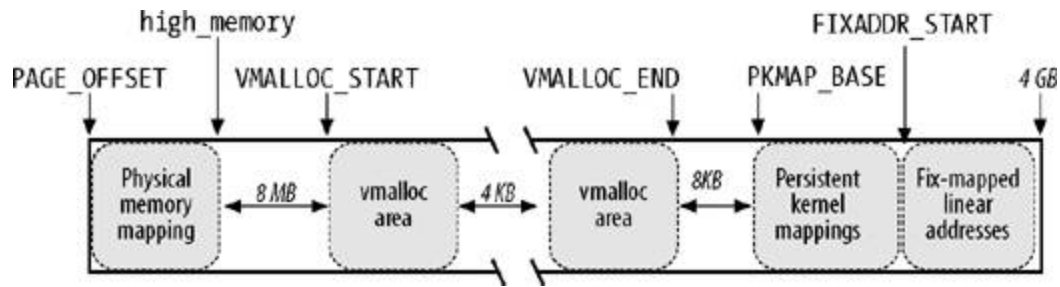 high_memory
FIXADDR_START
PAGE_OFFSET
VMALLOC_START
VMALLOC_END
PKMAP_BASE
4 GB
Physical
memory
mapping
8 MB
vmalloc
area
4 KB
vmalloc
area
8KB
Persistent
kernel
mappings
Fix-mapped
linear
addresses